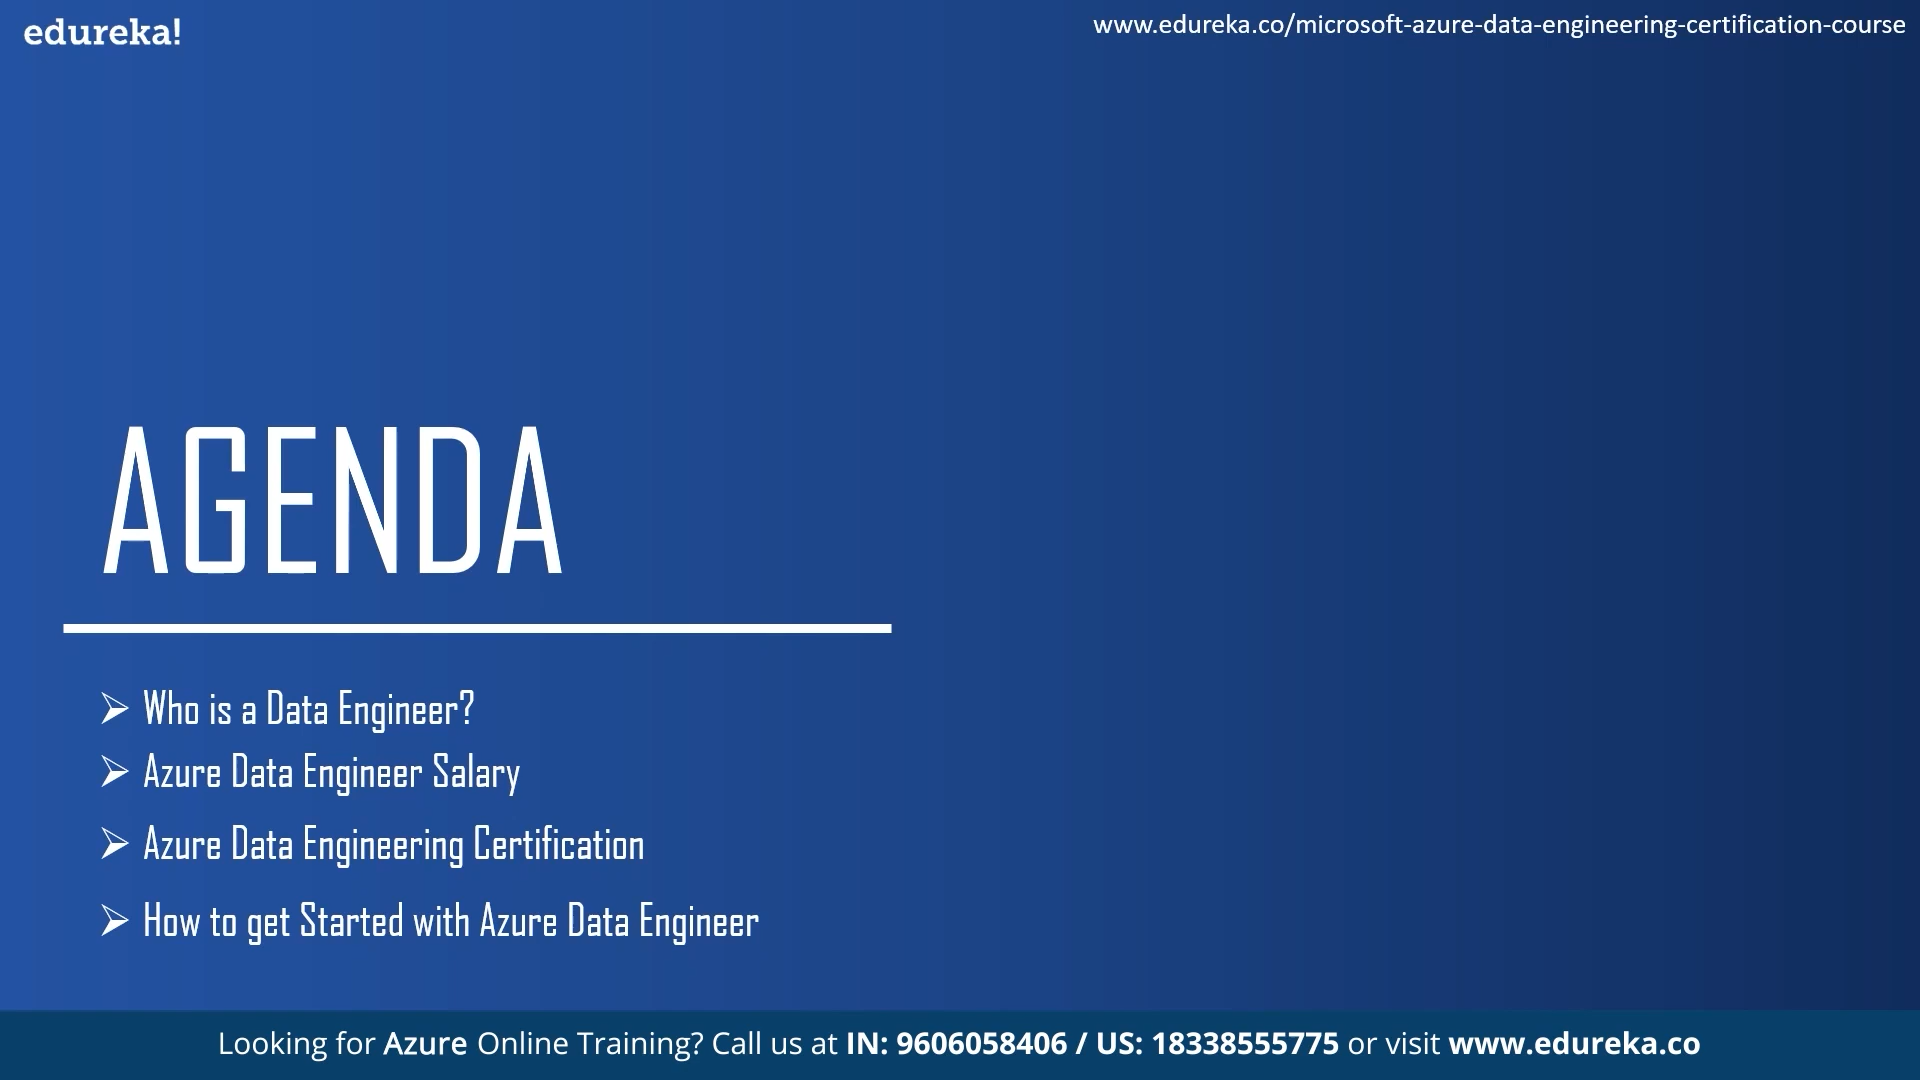 edureka!
www.edureka.co/microsoft-azure-data-engineering-certification-course
AGENDA
➢ Who is a Data Engineer?
➢ Azure Data Engineer Salary
➢ Azure Data Engineering Certification
➢ How to get Started with Azure Data Engineer
Looking for Azure Online Training? Call us at IN: 9606058406 / US: 18338555775 or visit www.edureka.co